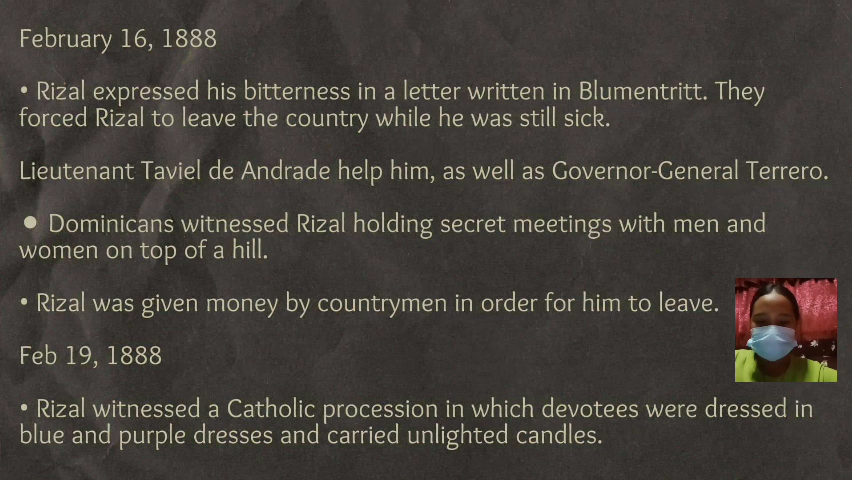 February 16, 1888
• Rizal expressed his bitterness in a letter written in Blumentritt. They
forced Rizal to leave the country while he was still sick.
Lieutenant Taviel de Andrade help him, as well as Governor-General Terrero.
• Dominicans witnessed Rizal holding secret meetings with men and
women on top of a hill.
• Rizal was given money by countrymen in order for him to leave.
Feb 19, 1888
• Rizal witnessed a Catholic procession in which devotees were dressed in
blue and purple dresses and carried unlighted candles.